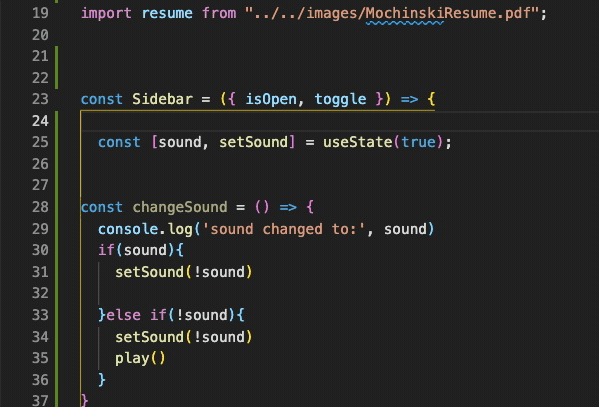 19 import resume from "../../images/MochinskiResume.pdf";
20
21
22
23 const Sidebar = ({ isOpen, toggle }) => {
24
25 const [sound, setSound] = useState(true);
26
27
28 const changeSound = () => {
29 console.log('sound changed to:', sound)
30 if(sound){
31 setSound(!sound)
32
33 }else if(!sound){
34 setSound(!sound)
35 play()
36 }
37 }